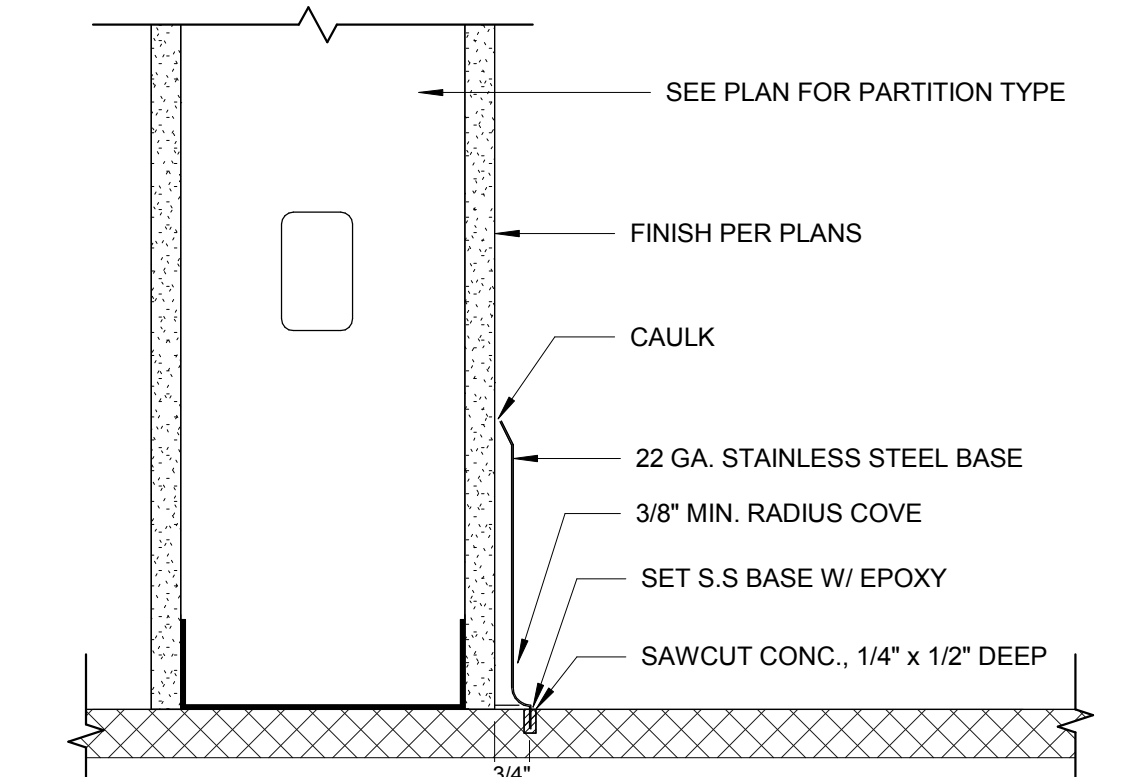 SEE PLAN FOR PARTITION TYPE
FINISH PER PLANS
CAULK
22 GA. STAINLESS STEEL BASE
3/8" MIN. RADIUS COVE
SET S.S BASE W/ EPOXY
SAWCUT CONC., 1/4" x 1/2" DEEP
3/4"